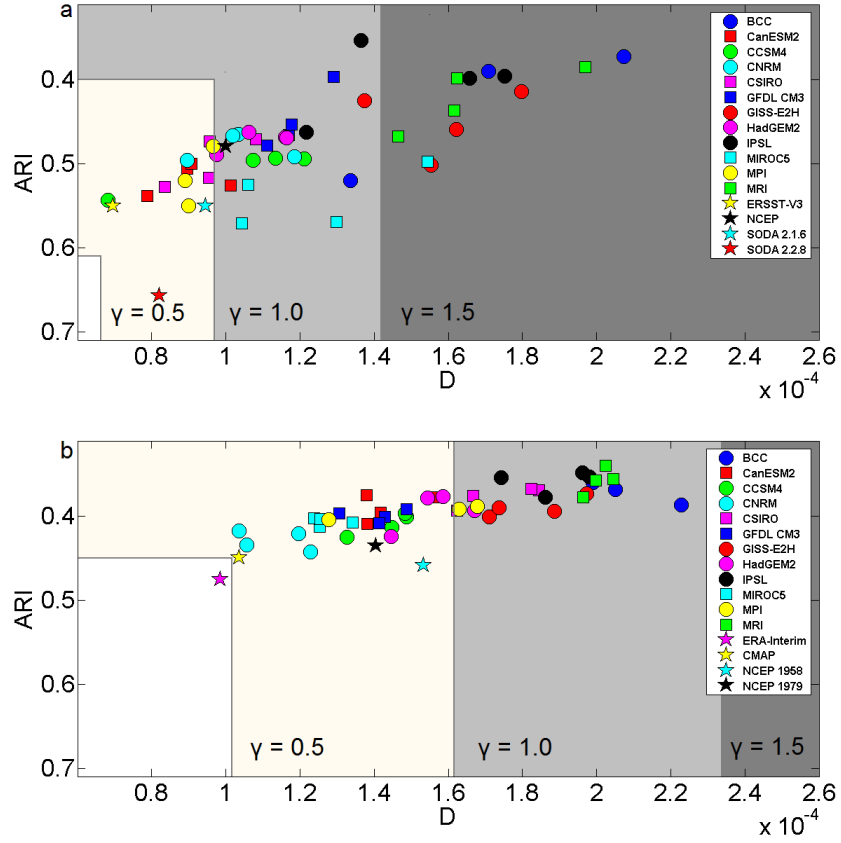 a
BCC
CanESM2
CCSM4
CNRM
CSIRO
GFDL CM3
GISS-E2H
HadGEM2
IPSL
MIROC5
MPI
MRI
ERSST-V3
NCEP
SODA 2.1.6
SODA 2.2.8
0.4
0.5
0.6
0.7
ARI
γ = 0.5
γ = 1.0
γ = 1.5
0.8
1
1.2
1.4
1.6
1.8
2
2.2
2.4
2.6
D
x 10⁻⁴
b
BCC
CanESM2
CCSM4
CNRM
CSIRO
GFDL CM3
GISS-E2H
HadGEM2
IPSL
MIROC5
MPI
MRI
ERA-Interim
CMAP
NCEP 1958
NCEP 1979
0.4
0.5
0.6
0.7
ARI
γ = 0.5
γ = 1.0
γ = 1.5
0.8
1
1.2
1.4
1.6
1.8
2
2.2
2.4
2.6
D
x 10⁻⁴